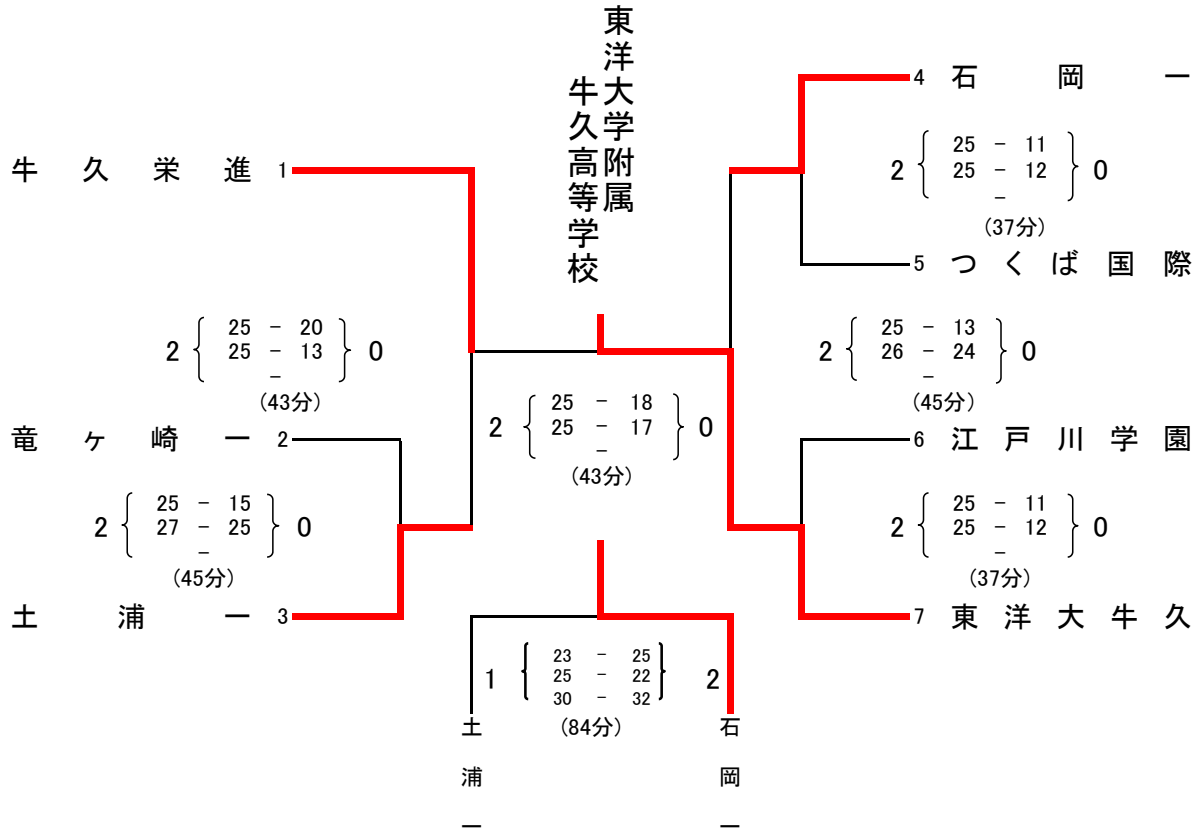 東洋大学附属
牛久高等学校
牛久栄進 1
2 25 - 20 0
25 - 13
-
(43分)
竜ヶ崎一 2
2 25 - 15 0
27 - 25
-
(45分)
土浦一 3
2 25 - 18 0
25 - 17
-
(43分)
1 23 - 25 2
25 - 22
30 - 32
(84分)
土浦一
石岡一
4 石岡一
2 25 - 11 0
25 - 12
-
(37分)
5 つくば国際
2 25 - 13 0
26 - 24
-
(45分)
6 江戸川学園
2 25 - 11 0
25 - 12
-
(37分)
7 東洋大牛久